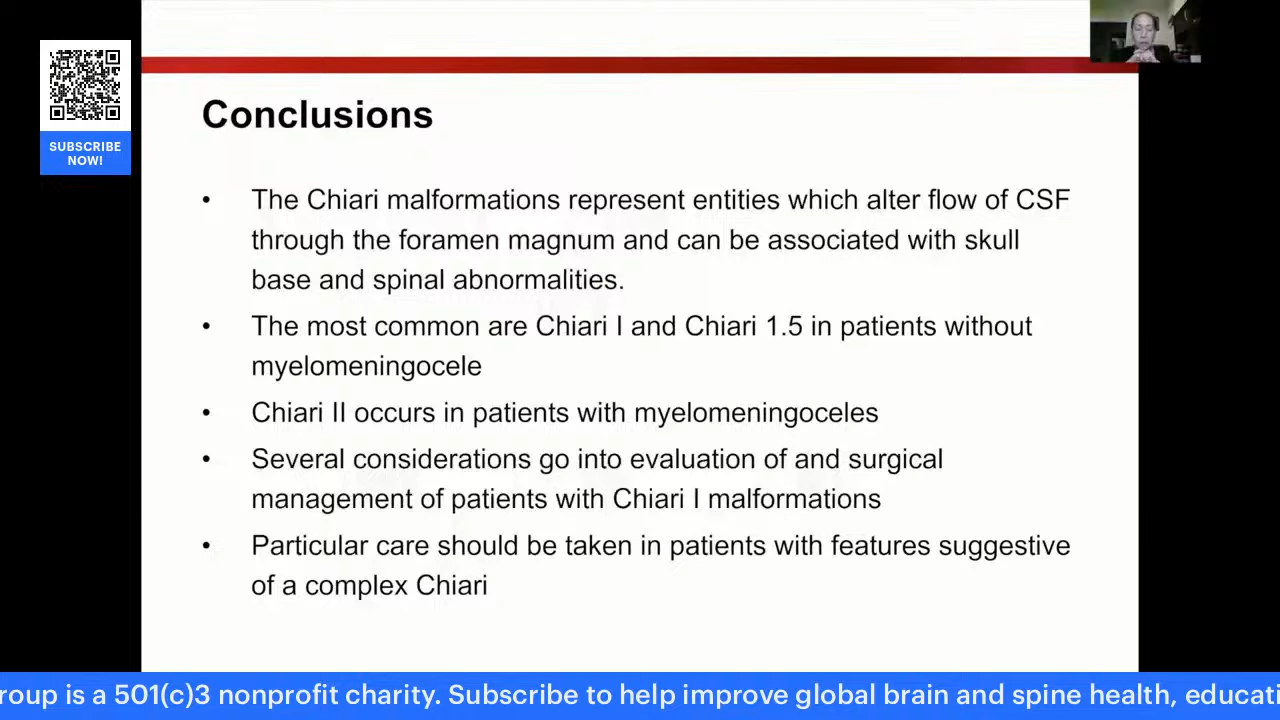 SUBSCRIBE
NOW!
Conclusions
• The Chiari malformations represent entities which alter flow of CSF
through the foramen magnum and can be associated with skull
base and spinal abnormalities.
• The most common are Chiari I and Chiari 1.5 in patients without
myelomeningocele
• Chiari II occurs in patients with myelomeningoceles
• Several considerations go into evaluation of and surgical
management of patients with Chiari I malformations
• Particular care should be taken in patients with features suggestive
of a complex Chiari
roup is a 501(c)3 nonprofit charity. Subscribe to help improve global brain and spine health, educati